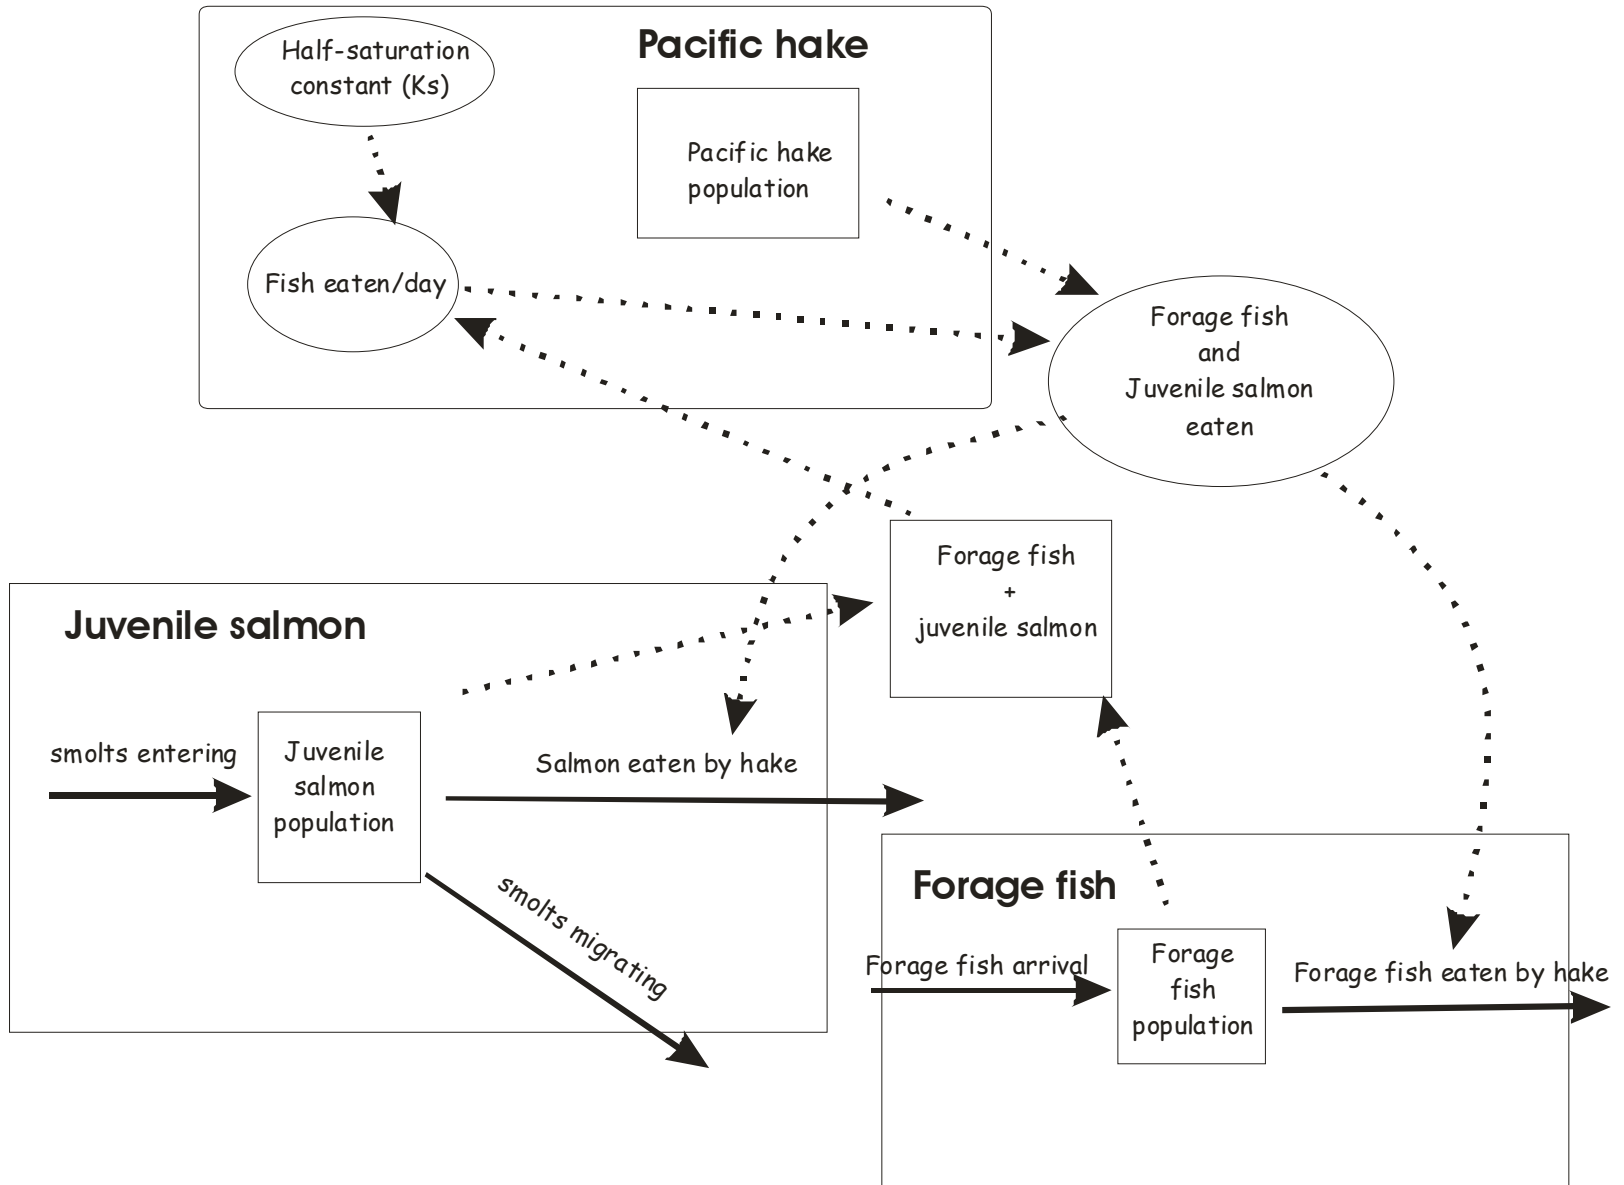 Pacific hake
Half-saturation
constant (Ks)
Pacific hake
population
Fish eaten/day
Forage fish
and
Juvenile salmon
eaten
Forage fish
+
juvenile salmon
Juvenile salmon
smolts entering
Juvenile
salmon
population
Salmon eaten by hake
smolts migrating
Forage fish
Forage fish arrival
Forage
fish
population
Forage fish eaten by hake